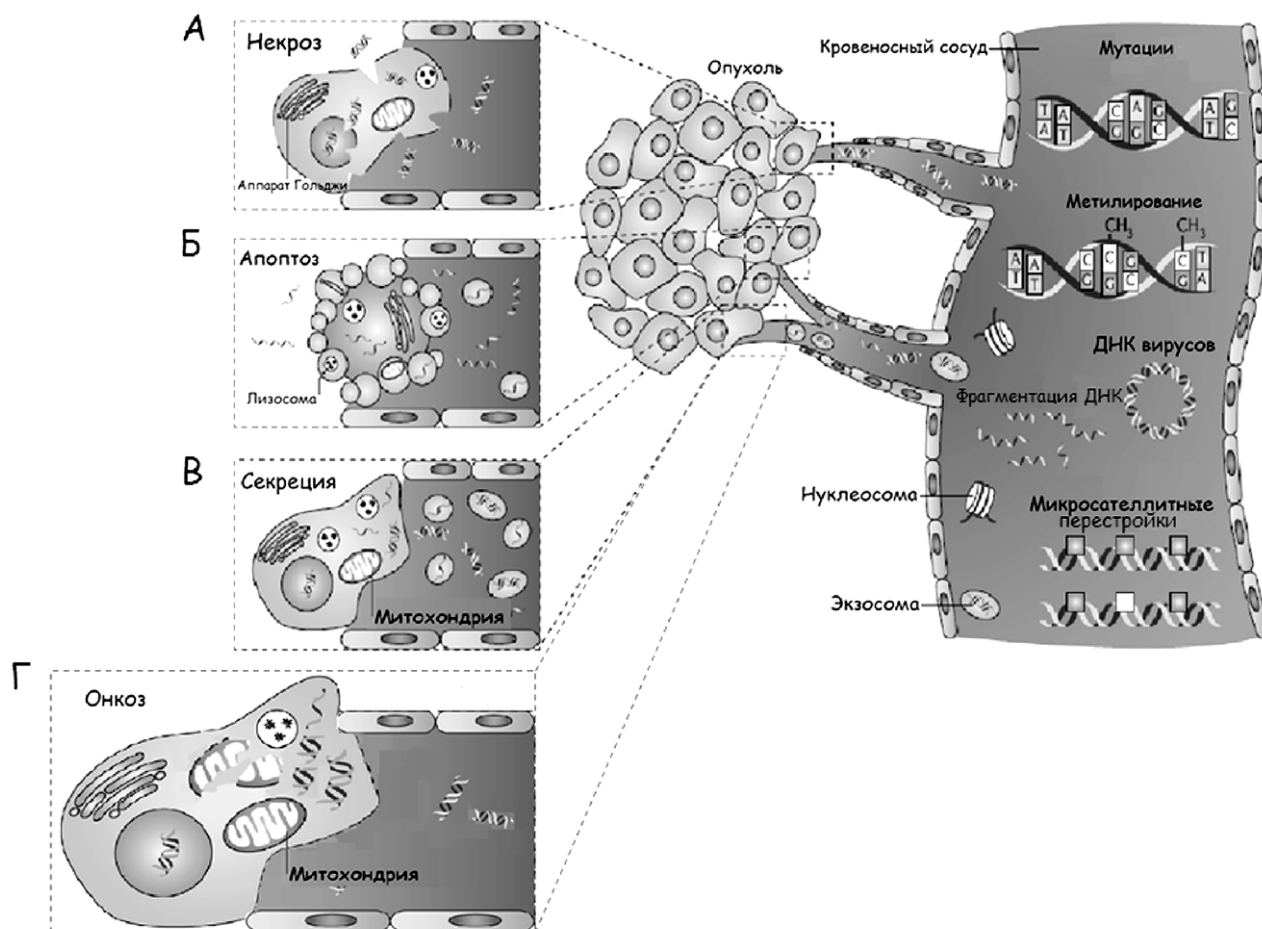 А
Некроз
Аппарат Гольджи
Б
Апоптоз
Лизосома
В
Секреция
Митохондрия
Г
Онкоз
Митохондрия
Опухоль
Кровеносный сосуд
Мутации
T A C A G A G
A T G G C T C
Метилирование
CH3 CH3
A A C C G C T
T T G G C G A
ДНК вирусов
Фрагментация ДНК
Нуклеосома
Микросателлитные
перестройки
Экзосома